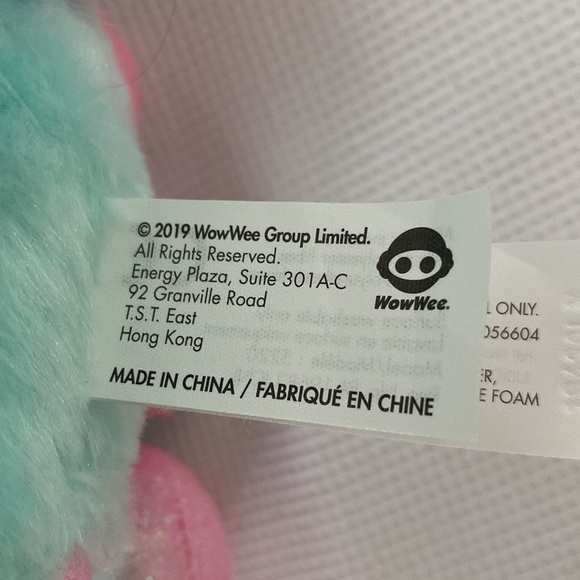 © 2019 WowWee Group Limited.
All Rights Reserved.
Energy Plaza, Suite 301A-C
92 Granville Road
T.S.T. East
Hong Kong
WowWee.
MADE IN CHINA / FABRIQUÉ EN CHINE
ONLY.
056604
E FOAM